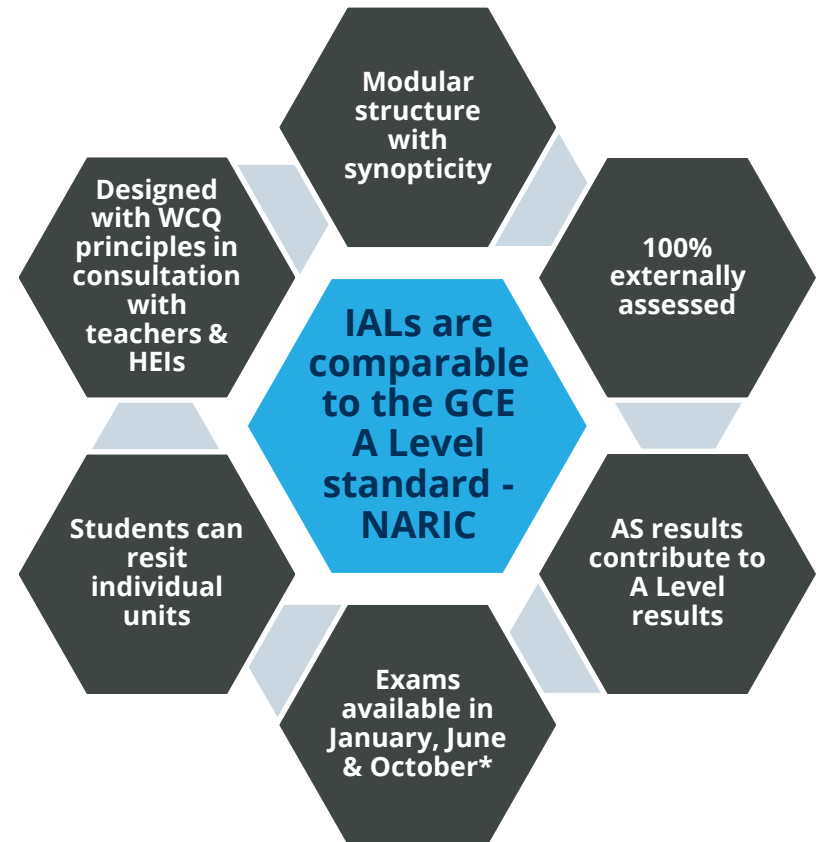 Modular
structure
with
synopticity
100%
externally
assessed
AS results
contribute to
A Level
results
Exams
available in
January, June
& October*
Students can
resit
individual
units
Designed
with WCQ
principles in
consultation
with
teachers &
HEIs
IALs are
comparable
to the GCE
A Level
standard -
NARIC